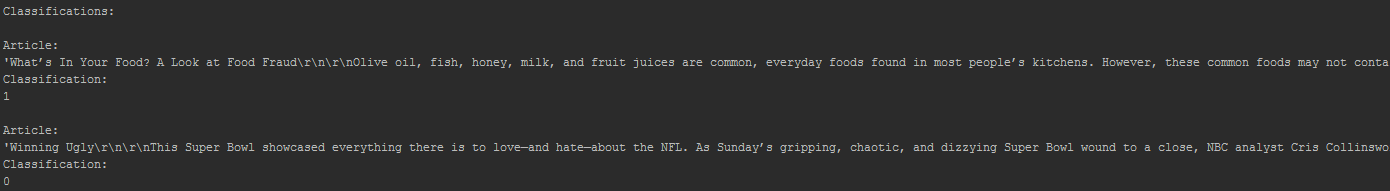 Classifications:
Article:
'What’s In Your Food? A Look at Food Fraud\r\n\r\nOlive oil, fish, honey, milk, and fruit juices are common, everyday foods found in most people’s kitchens. However, these common foods may not conta
Classification:
1
Article:
'Winning Ugly\r\n\r\nThis Super Bowl showcased everything there is to love—and hate—about the NFL. As Sunday’s gripping, chaotic, and dizzying Super Bowl wound to a close, NBC analyst Cris Collinswo
Classification:
0